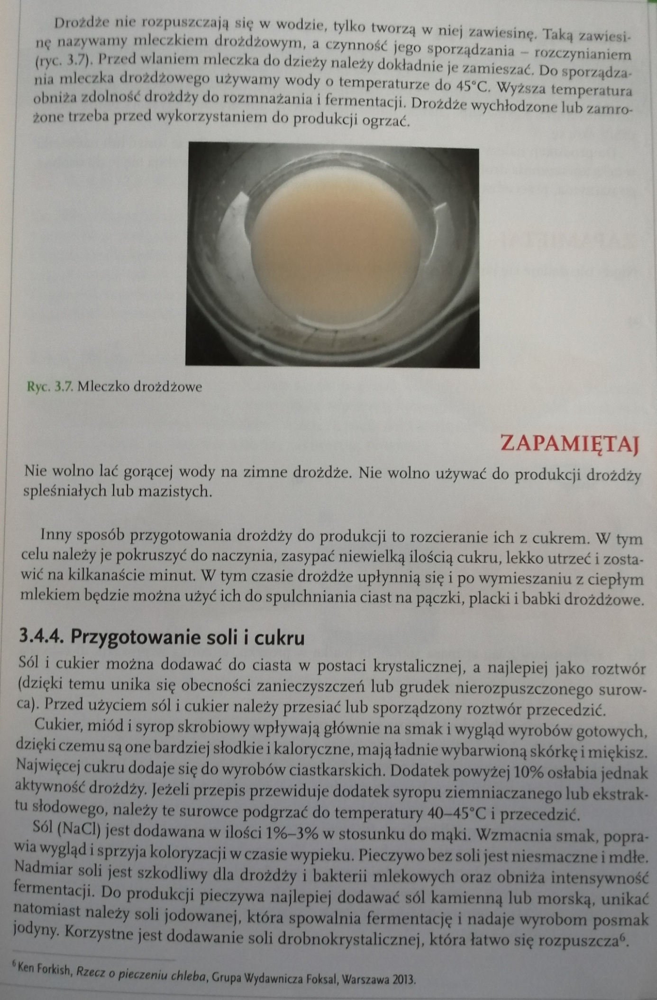 Drożdże nie rozpuszczają się w wodzie, tylko tworzą w niej zawiesinę. Taką zawiesi-
nę nazywamy mleczkiem drożdżowym, a czynność jego sporządzania – rozczynianiem
(ryc. 3.7). Przed wlaniem mleczka do dzieży należy dokładnie je zamieszać. Do sporządza-
nia mleczka drożdżowego używamy wody o temperaturze do 45°C. Wyższa temperatura
obniża zdolność drożdży do rozmnażania i fermentacji. Drożdże wychłodzone lub zamro-
żone trzeba przed wykorzystaniem do produkcji ogrzać.
Ryc. 3.7. Mleczko drożdżowe
ZAPAMIĘTAJ
Nie wolno lać gorącej wody na zimne drożdże. Nie wolno używać do produkcji drożdży
spleśniałych lub mazistych.
Inny sposób przygotowania drożdży do produkcji to rozcieranie ich z cukrem. W tym
celu należy je pokruszyć do naczynia, zasypać niewielką ilością cukru, lekko utrzeć i zosta-
wić na kilkanaście minut. W tym czasie drożdże upłynnią się i po wymieszaniu z ciepłym
mlekiem będzie można użyć ich do spulchniania ciast na pączki, placki i babki drożdżowe.
3.4.4. Przygotowanie soli i cukru
Sól i cukier można dodawać do ciasta w postaci krystalicznej, a najlepiej jako roztwór
(dzięki temu unika się obecności zanieczyszczeń lub grudek nierozpuszczonego surow-
ca). Przed użyciem sól i cukier należy przesiać lub sporządzony roztwór przecedzić.
Cukier, miód i syrop skrobiowy wpływają głównie na smak i wygląd wyrobów gotowych,
dzięki czemu są one bardziej słodkie i kaloryczne, mają ładnie wybarwioną skórkę i miękisz.
Najwięcej cukru dodaje się do wyrobów ciastkarskich. Dodatek powyżej 10% osłabia jednak
aktywność drożdży. Jeżeli przepis przewiduje dodatek syropu ziemniaczanego lub ekstrak-
tu słodowego, należy te surowce podgrzać do temperatury 40–45°C i przecedzić.
Sól (NaCl) jest dodawana w ilości 1%–3% w stosunku do mąki. Wzmacnia smak, popra-
wia wygląd i sprzyja koloryzacji w czasie wypieku. Pieczywo bez soli jest niesmaczne i mdłe.
Nadmiar soli jest szkodliwy dla drożdży i bakterii mlekowych oraz obniża intensywność
fermentacji. Do produkcji pieczywa najlepiej dodawać sól kamienną lub morską, unikać
natomiast należy soli jodowanej, która spowalnia fermentację i nadaje wyrobom posmak
jodyny. Korzystne jest dodawanie soli drobnokrystalicznej, która łatwo się rozpuszcza⁶.
⁶ Ken Forkish, Rzecz o pieczeniu chleba, Grupa Wydawnicza Foksal, Warszawa 2013.